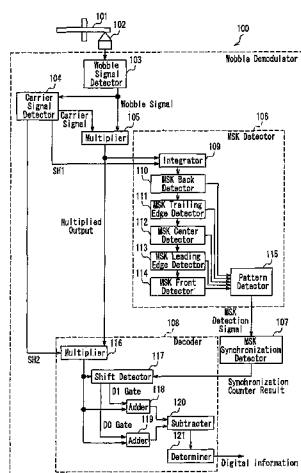 101
102
100
Wobble Demodulator
103
Wobble Signal
Detector
104
Carrier
Signal
Detector
Carrier
Signal
Wobble Signal
105
Multiplier
106
MSK Detector
SH1
109
Integrator
110
MSK Back
Detector
111
MSK Trailing
Edge Detector
112
MSK Center
Detector
113
MSK Leading
Edge Detector
114
MSK Front
Detector
115
Pattern
Detector
Multiplied
Output
MSK
Detection
Signal
107
MSK
Synchronization
Detector
108
Decoder
SH2
Multiplier
116
117
Shift Detector
Synchronization
Counter Result
D1 Gate
118
Adder
120
Subtracter
119
D0 Gate
Adder
121
Determiner
Digital information